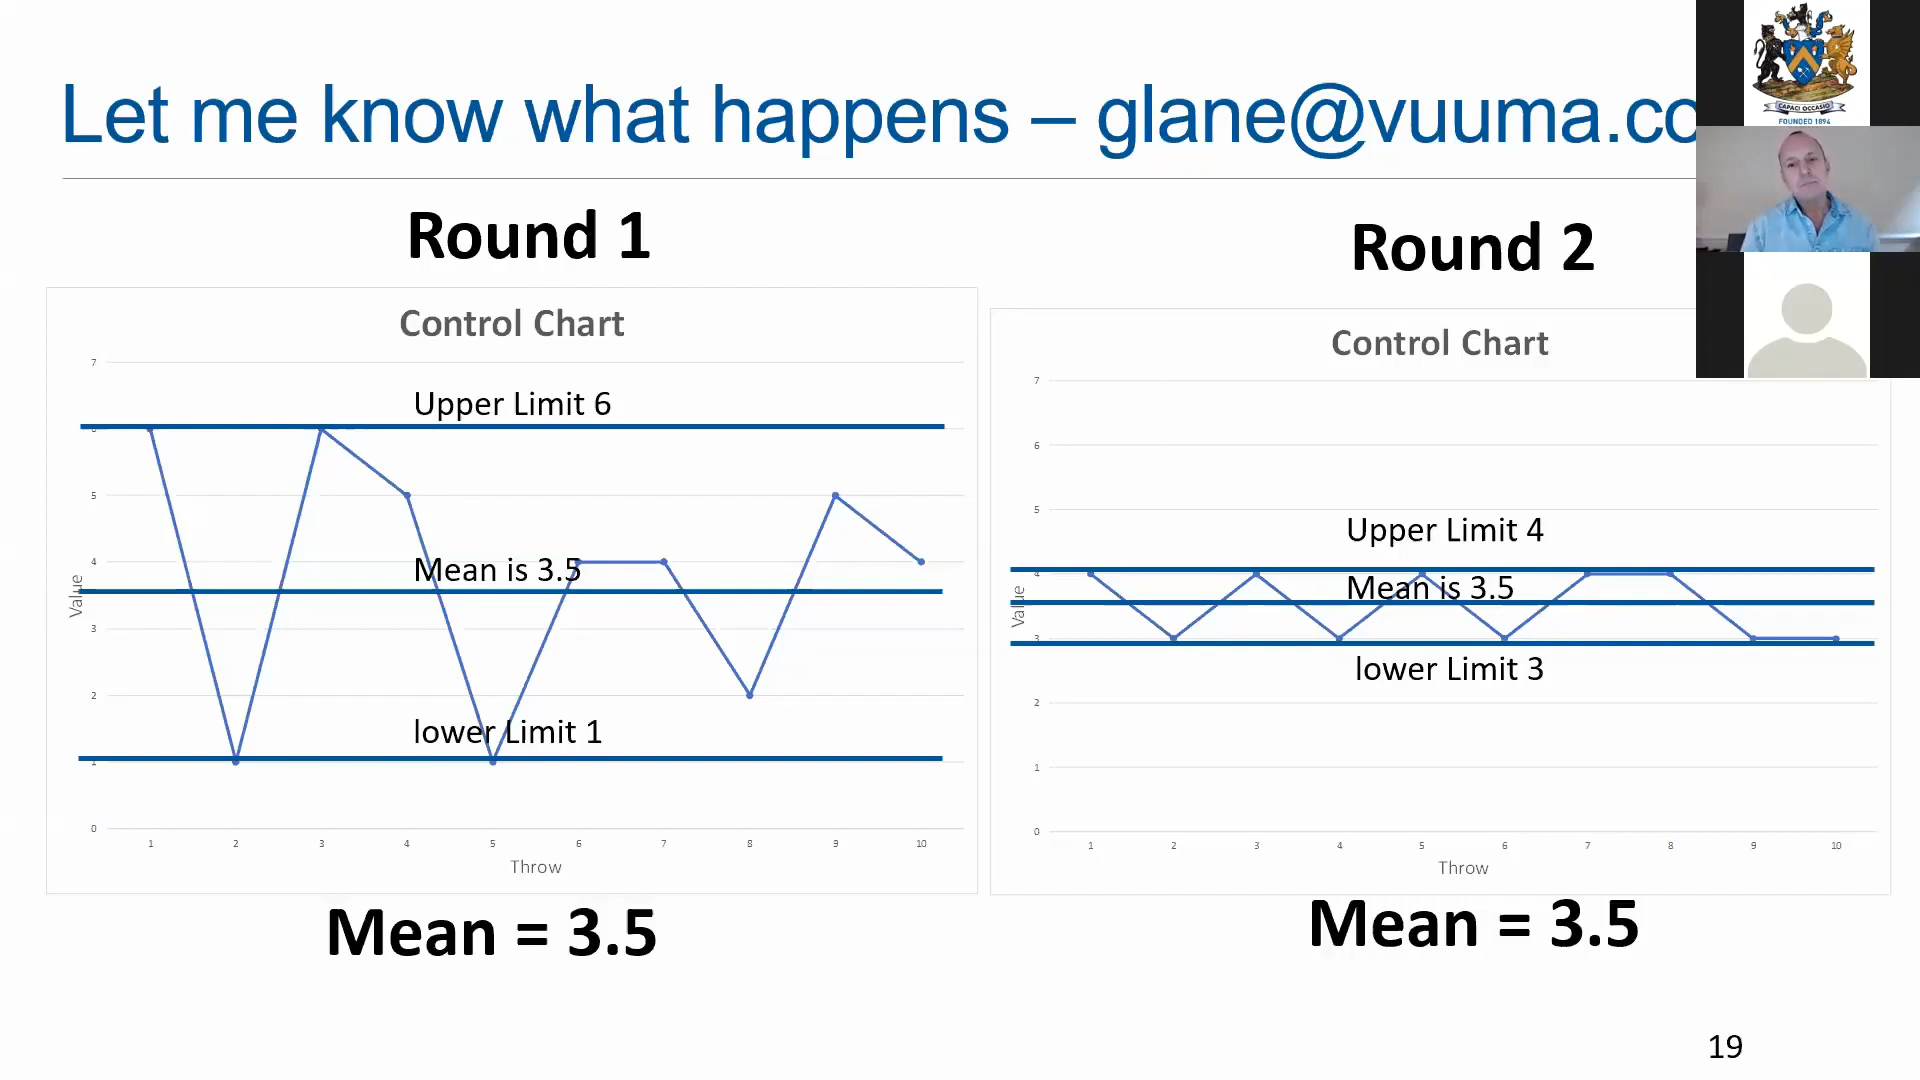 Let me know what happens – glane@vuuma.co
CAPACI OCCASIO
FOUNDED 1894
Round 1
Round 2
Control Chart
7
6
5
4
3
2
1
0
Upper Limit 6
Mean is 3.5
lower Limit 1
Value
1 2 3 4 5 6 7 8 9 10
Throw
Mean = 3.5
Control Chart
7
6
5
4
3
2
1
0
Upper Limit 4
Mean is 3.5
lower Limit 3
Value
1 2 3 4 5 6 7 8 9 10
Throw
Mean = 3.5
19